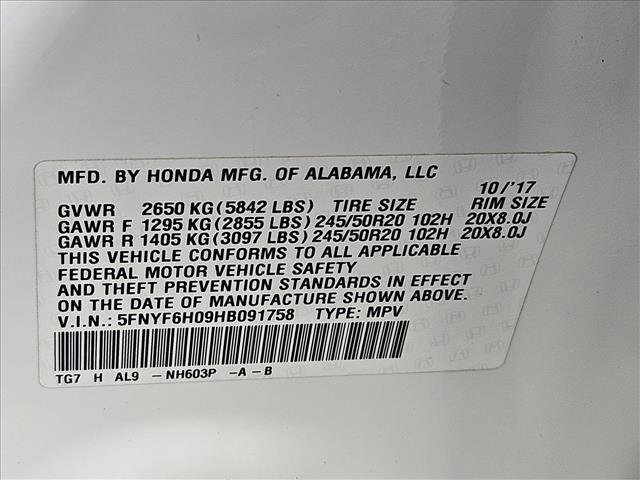 MFD. BY HONDA MFG. OF ALABAMA, LLC
10/'17
GVWR 2650 KG (5842 LBS) TIRE SIZE RIM SIZE
GAWR F 1295 KG (2855 LBS) 245/50R20 102H 20X8.0J
GAWR R 1405 KG (3097 LBS) 245/50R20 102H 20X8.0J
THIS VEHICLE CONFORMS TO ALL APPLICABLE
FEDERAL MOTOR VEHICLE SAFETY
AND THEFT PREVENTION STANDARDS IN EFFECT
ON THE DATE OF MANUFACTURE SHOWN ABOVE.
V.I.N.: 5FNYF6H09HB091758 TYPE: MPV
TG7 H AL9 – NH603P –A – B